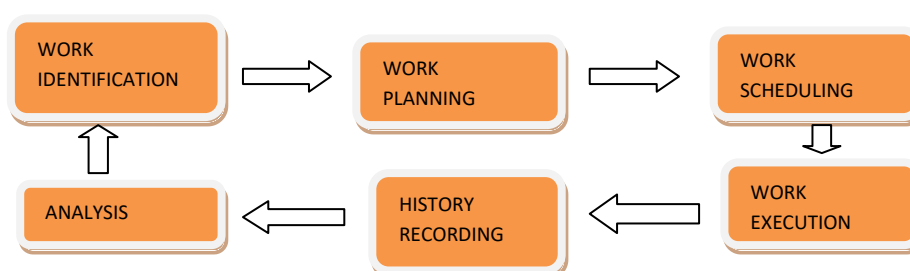 WORK
IDENTIFICATION
WORK
PLANNING
WORK
SCHEDULING
WORK
EXECUTION
HISTORY
RECORDING
ANALYSIS